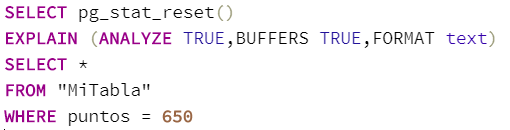 SELECT pg_stat_reset()
EXPLAIN (ANALYZE TRUE,BUFFERS TRUE,FORMAT text)
SELECT *
FROM "MiTabla"
WHERE puntos = 650